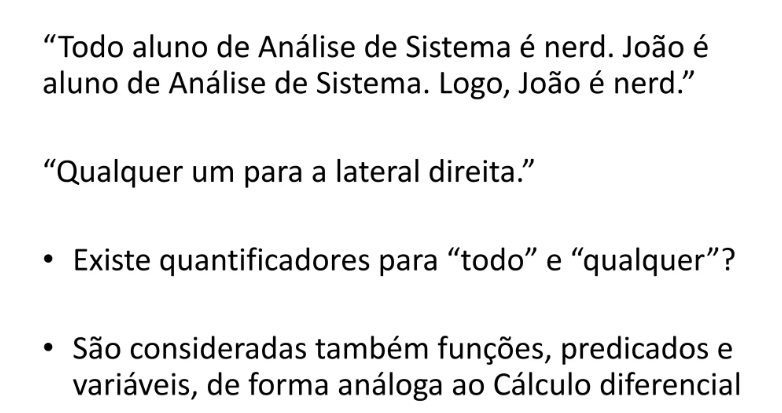 “Todo aluno de Análise de Sistema é nerd. João é
aluno de Análise de Sistema. Logo, João é nerd.”
“Qualquer um para a lateral direita.”
• Existe quantificadores para “todo” e “qualquer”?
• São consideradas também funções, predicados e
variáveis, de forma análoga ao Cálculo diferencial